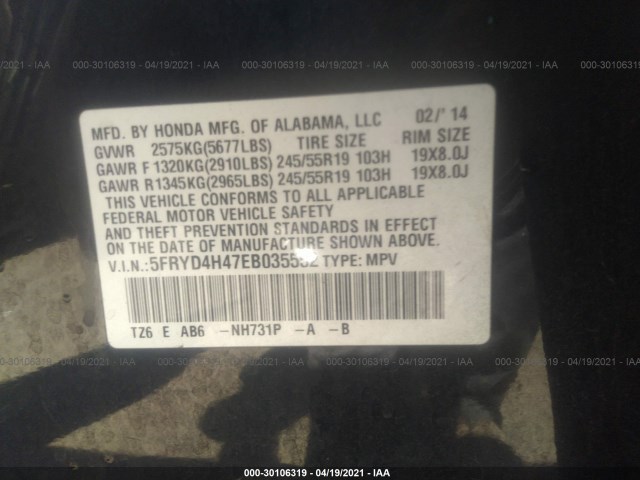 000-30106319 - 04/19/2021 - IAA
MFD. BY HONDA MFG. OF ALABAMA, LLC 02/'14
GVWR 2575KG(5677LBS) TIRE SIZE RIM SIZE
GAWR F 1320KG(2910LBS) 245/55R19 103H 19X8.0J
GAWR R 1345KG(2965LBS) 245/55R19 103H 19X8.0J
THIS VEHICLE CONFORMS TO ALL APPLICABLE
FEDERAL MOTOR VEHICLE SAFETY
AND THEFT PREVENTION STANDARDS IN EFFECT
ON THE DATE OF MANUFACTURE SHOWN ABOVE.
V.I.N.: TYPE: MPV
TZ6 E AB6 -NH731P -A -B
000-30106319 - 04/19/2021 - IAA